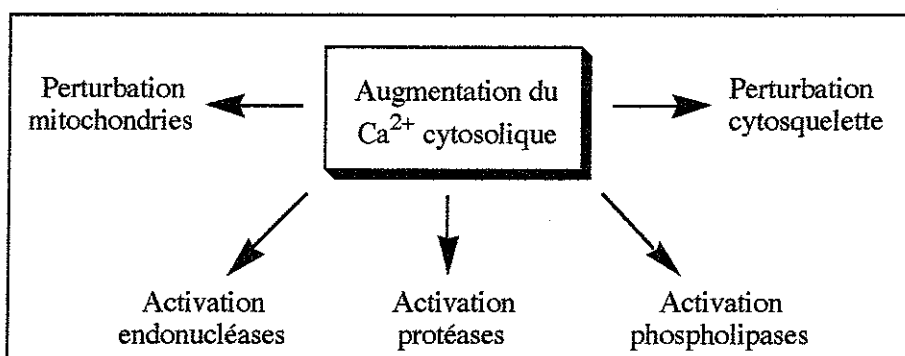 Perturbation
mitochondries
Augmentation du
Ca²⁺ cytosolique
Perturbation
cytosquelette
Activation
endonucléases
Activation
protéases
Activation
phospholipases